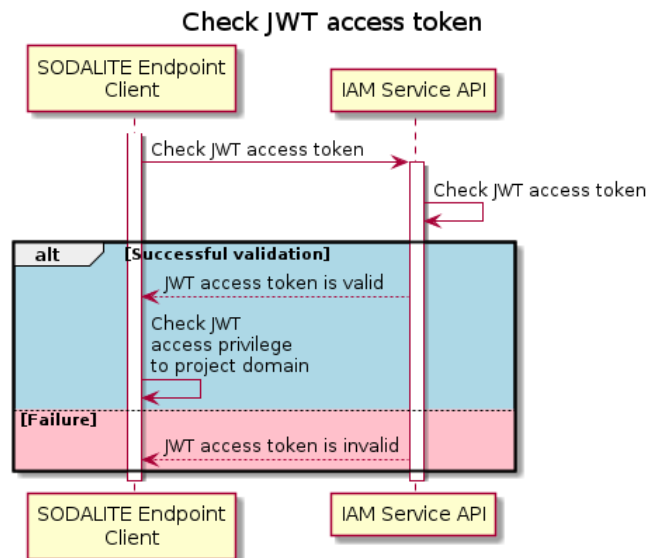 Check JWT access token
SODALITE Endpoint
Client
IAM Service API
Check JWT access token
Check JWT access token
alt
[Successful validation]
JWT access token is valid
Check JWT
access privilege
to project domain
[Failure]
JWT access token is invalid
SODALITE Endpoint
Client
IAM Service API